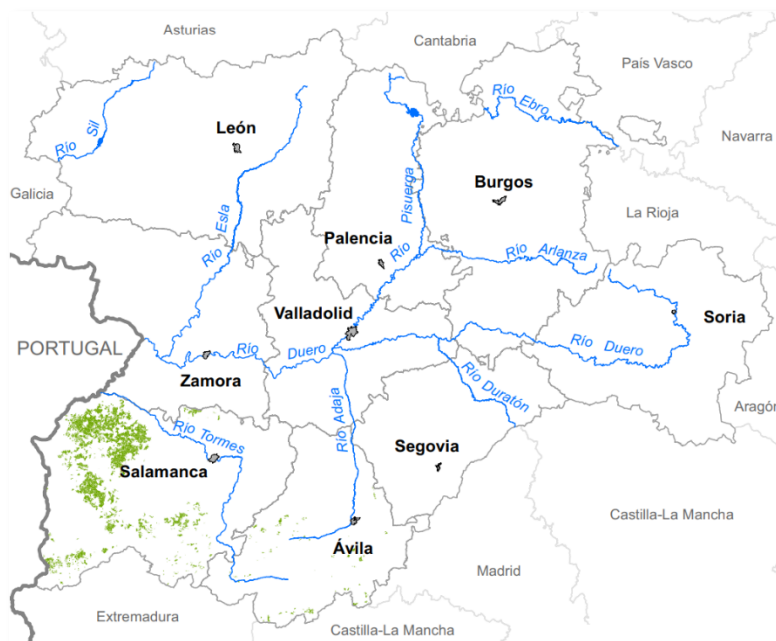 Asturias
Cantabria
País Vasco
Río Ebro
Río Sil
León
Navarra
Burgos
Galicia
Río Esla
Río Pisuerga
La Rioja
Palencia
Río Arlanza
Valladolid
Soria
PORTUGAL
Río Duero
Río Duero
Zamora
Río Duratón
Aragón
Río Adaja
Río Tormes
Segovia
Salamanca
Castilla-La Mancha
Ávila
Madrid
Extremadura
Castilla-La Mancha